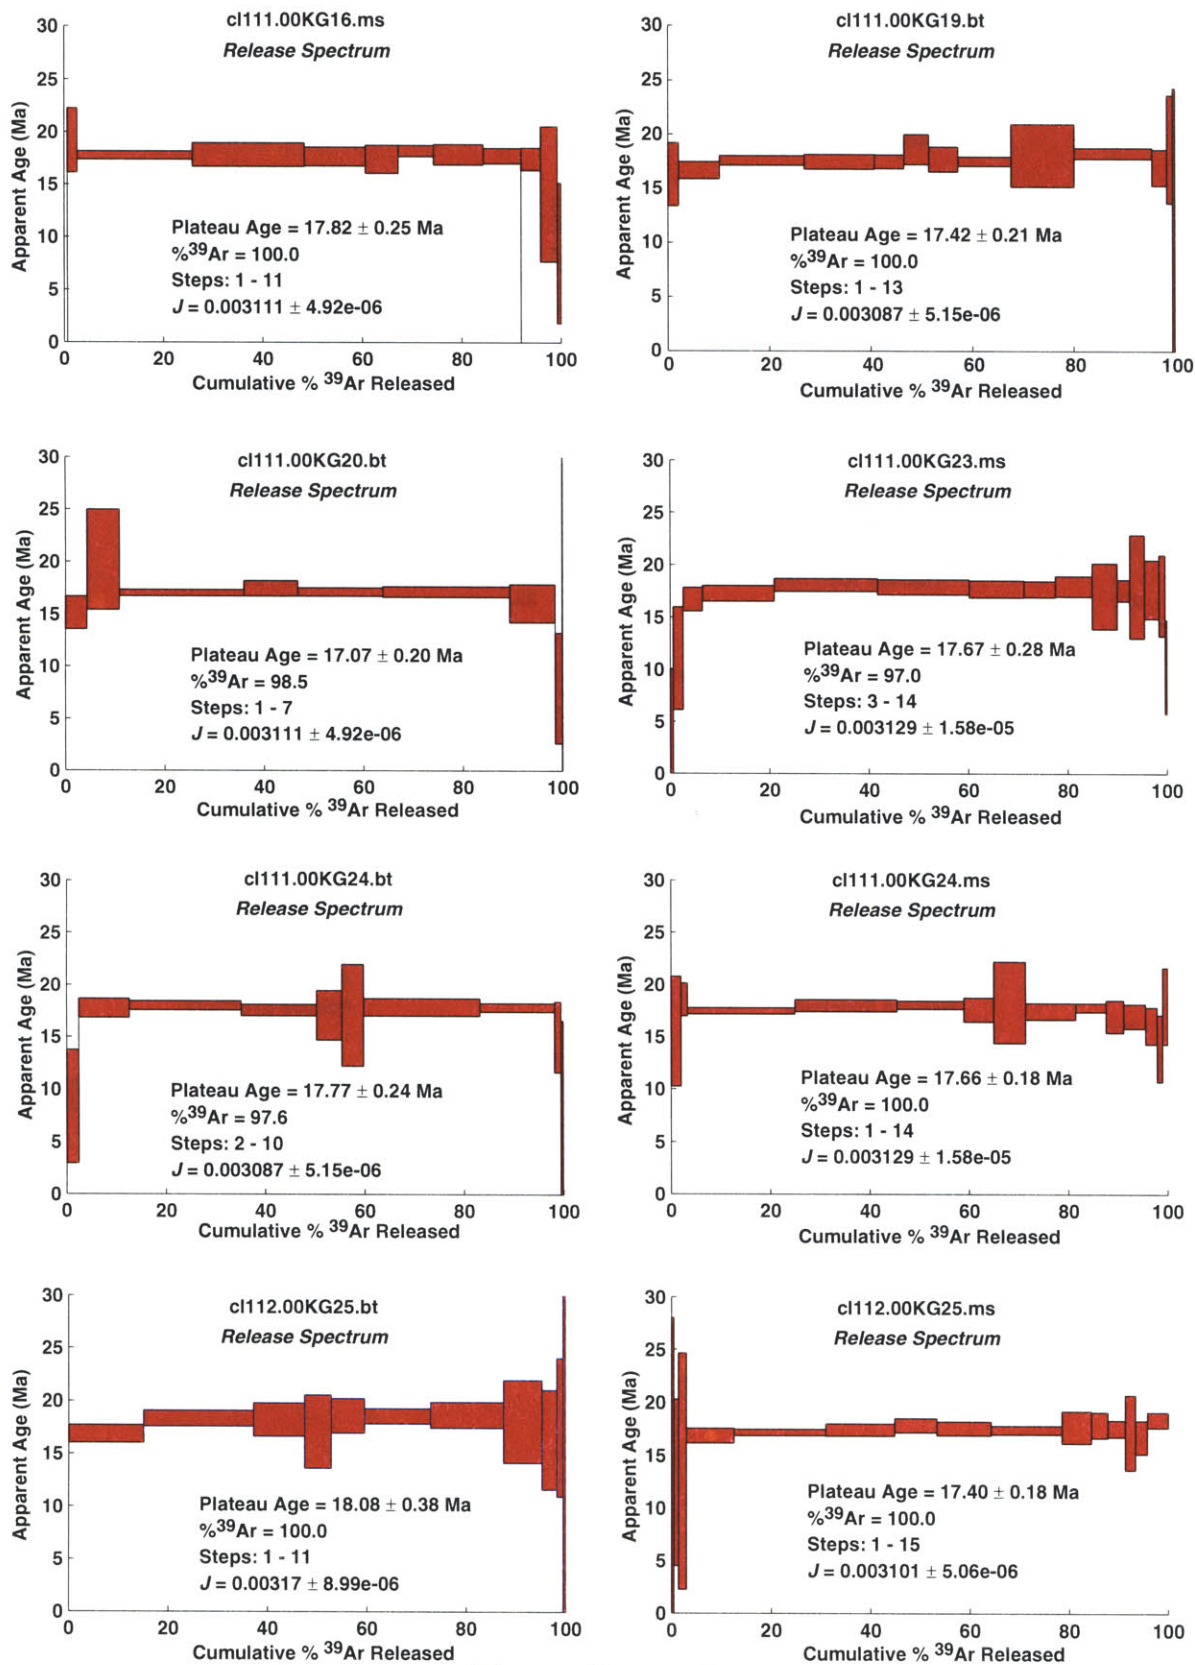 cl111.00KG16.ms
Release Spectrum
30
25
20
15
10
5
0
Apparent Age (Ma)
Plateau Age = 17.82 ± 0.25 Ma
%39Ar = 100.0
Steps: 1 - 11
J = 0.003111 ± 4.92e-06
0 20 40 60 80 100
Cumulative % 39Ar Released
cl111.00KG19.bt
Release Spectrum
30
25
20
15
10
5
0
Apparent Age (Ma)
Plateau Age = 17.42 ± 0.21 Ma
%39Ar = 100.0
Steps: 1 - 13
J = 0.003087 ± 5.15e-06
0 20 40 60 80 100
Cumulative % 39Ar Released
cl111.00KG20.bt
Release Spectrum
30
25
20
15
10
5
0
Apparent Age (Ma)
Plateau Age = 17.07 ± 0.20 Ma
%39Ar = 98.5
Steps: 1 - 7
J = 0.003111 ± 4.92e-06
0 20 40 60 80 100
Cumulative % 39Ar Released
cl111.00KG23.ms
Release Spectrum
30
25
20
15
10
5
0
Apparent Age (Ma)
Plateau Age = 17.67 ± 0.28 Ma
%39Ar = 97.0
Steps: 3 - 14
J = 0.003129 ± 1.58e-05
0 20 40 60 80 100
Cumulative % 39Ar Released
cl111.00KG24.bt
Release Spectrum
30
25
20
15
10
5
0
Apparent Age (Ma)
Plateau Age = 17.77 ± 0.24 Ma
%39Ar = 97.6
Steps: 2 - 10
J = 0.003087 ± 5.15e-06
0 20 40 60 80 100
Cumulative % 39Ar Released
cl111.00KG24.ms
Release Spectrum
30
25
20
15
10
5
0
Apparent Age (Ma)
Plateau Age = 17.66 ± 0.18 Ma
%39Ar = 100.0
Steps: 1 - 14
J = 0.003129 ± 1.58e-05
0 20 40 60 80 100
Cumulative % 39Ar Released
cl112.00KG25.bt
Release Spectrum
30
25
20
15
10
5
0
Apparent Age (Ma)
Plateau Age = 18.08 ± 0.38 Ma
%39Ar = 100.0
Steps: 1 - 11
J = 0.00317 ± 8.99e-06
0 20 40 60 80 100
Cumulative % 39Ar Released
cl112.00KG25.ms
Release Spectrum
30
25
20
15
10
5
0
Apparent Age (Ma)
Plateau Age = 17.40 ± 0.18 Ma
%39Ar = 100.0
Steps: 1 - 15
J = 0.003101 ± 5.06e-06
0 20 40 60 80 100
Cumulative % 39Ar Released